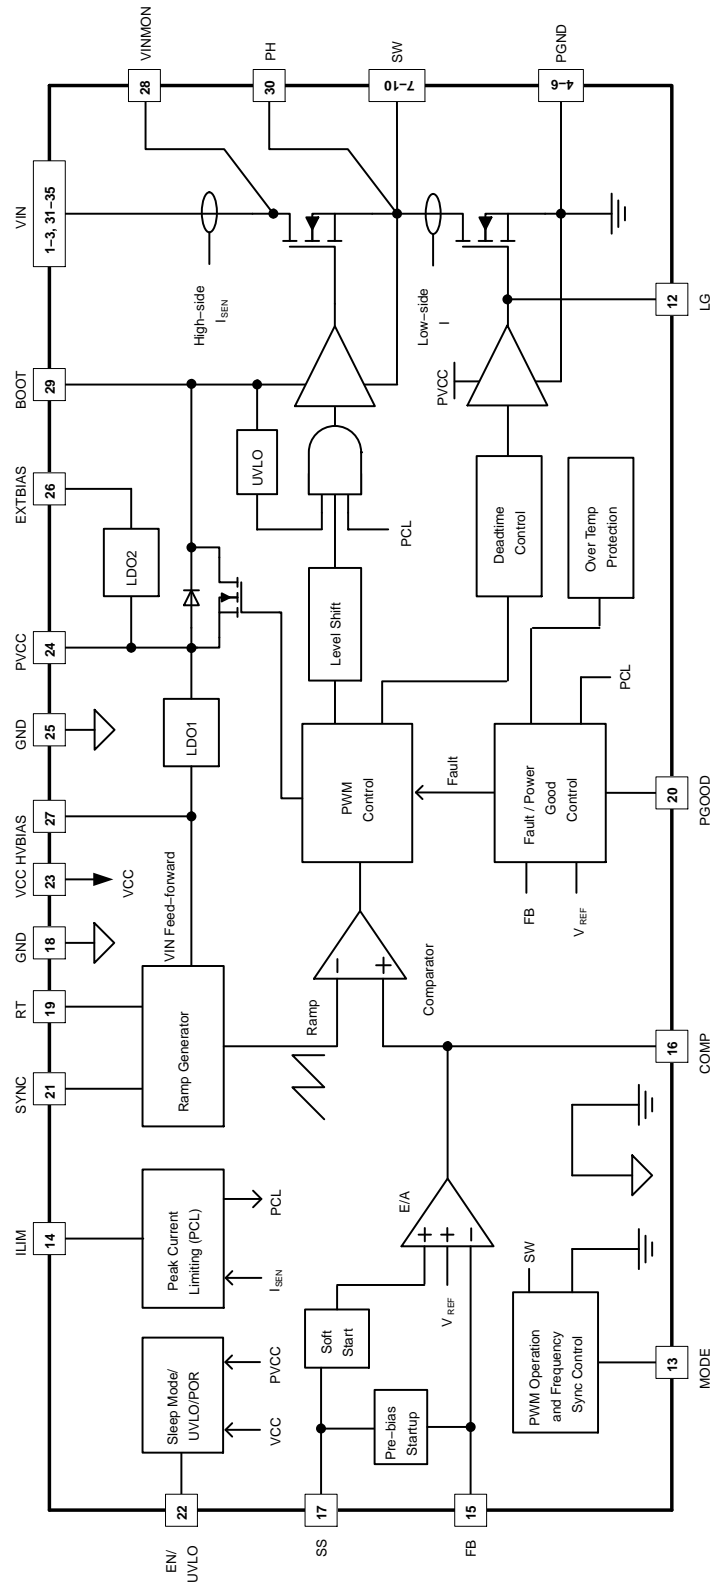 VIN
1–3, 31–35
VINMON
28
PH
30
SW
7–10
PGND
4–6
BOOT
29
EXTBIAS
26
PVCC
24
GND
25
HVBIAS
27
VCC
23
GND
18
RT
19
SYNC
21
ILIM
14
EN/
UVLO
22
SS
17
FB
15
MODE
13
COMP
16
PGOOD
20
LG
12
High–side
I SEN
Low–side
I
PVCC
UVLO
PCL
LDO2
LDO1
Level Shift
Deadtime
Control
Over Temp
Protection
PCL
PWM
Control
Fault
Fault / Power
Good
Control
FB
V REF
VCC
VIN Feed–forward
Ramp Generator
Ramp
Comparator
–
+
Peak Current
Limiting (PCL)
PCL
I SEN
Sleep Mode/
UVLO/POR
PVCC
VCC
E/A
+
+
–
V REF
Soft
Start
Pre–bias
Startup
SW
PWM Operation
and Frequency
Sync Control